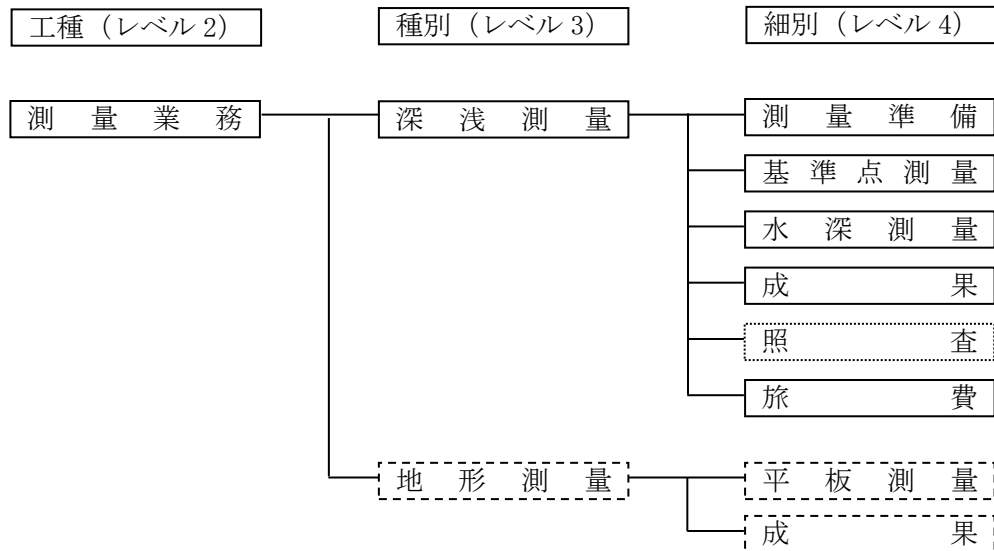 工種（レベル2） 種別（レベル3） 細別（レベル4）
測量業務 深浅測量 測量準備
基準点測量
水深測量
成果
照査
旅費
地形測量 平板測量
成果